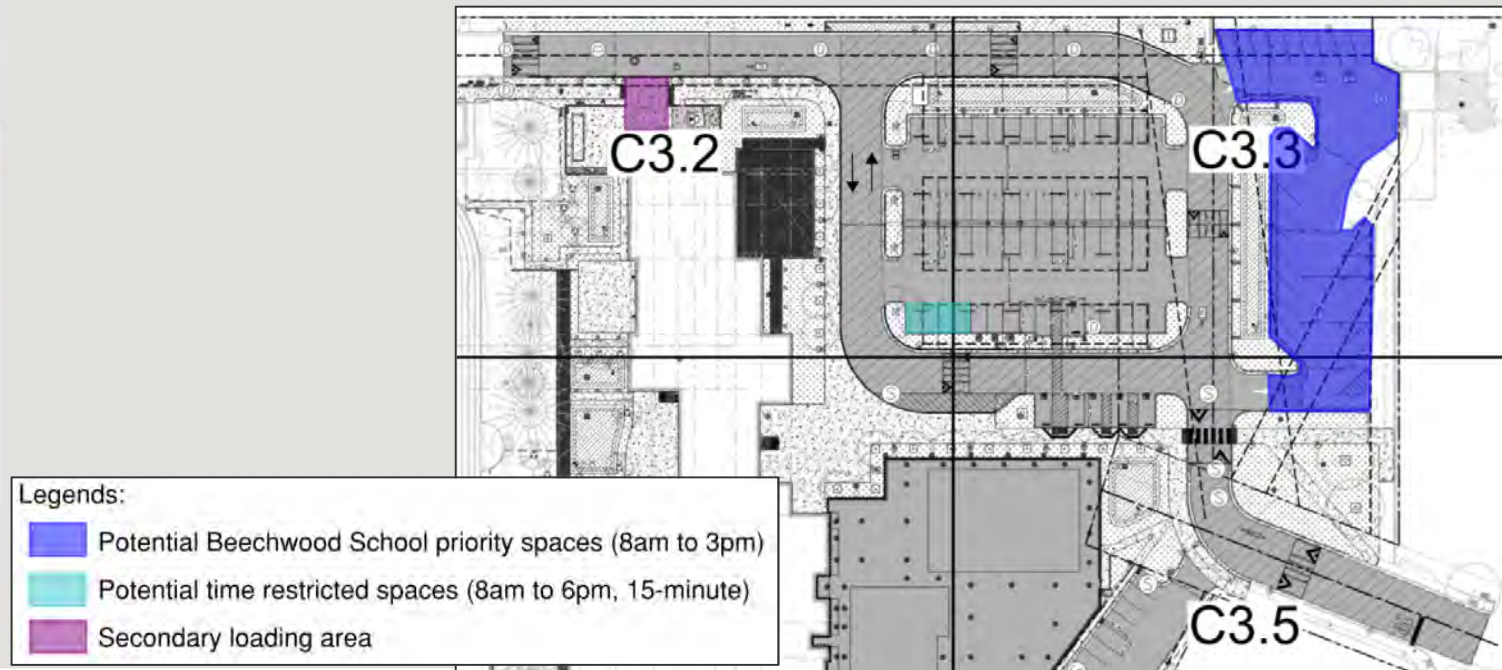 C3.2
C3.3
Legends:
Potential Beechwood School priority spaces (8am to 3pm)
Potential time restricted spaces (8am to 6pm, 15-minute)
Secondary loading area
C3.5